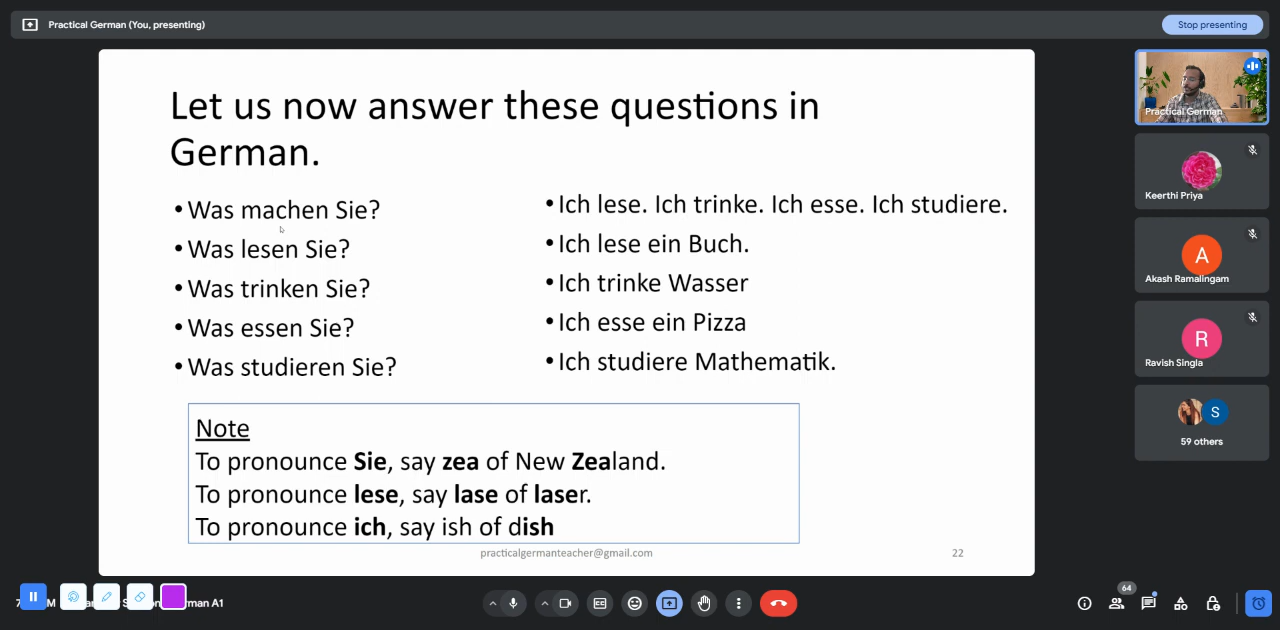 Practical German (You, presenting)
Stop presenting
Let us now answer these questions in
German.
•Was machen Sie?
•Was lesen Sie?
•Was trinken Sie?
•Was essen Sie?
•Was studieren Sie?
•Ich lese. Ich trinke. Ich esse. Ich studiere.
•Ich lese ein Buch.
•Ich trinke Wasser
•Ich esse ein Pizza
•Ich studiere Mathematik.
Note
To pronounce Sie, say zea of New Zealand.
To pronounce lese, say lase of laser.
To pronounce ich, say ish of dish
practicalgermanteacher@gmail.com
22
Practical German
Keerthi Priya
A
Akash Ramalingam
R
Ravish Singla
S
59 others
rman A1
64